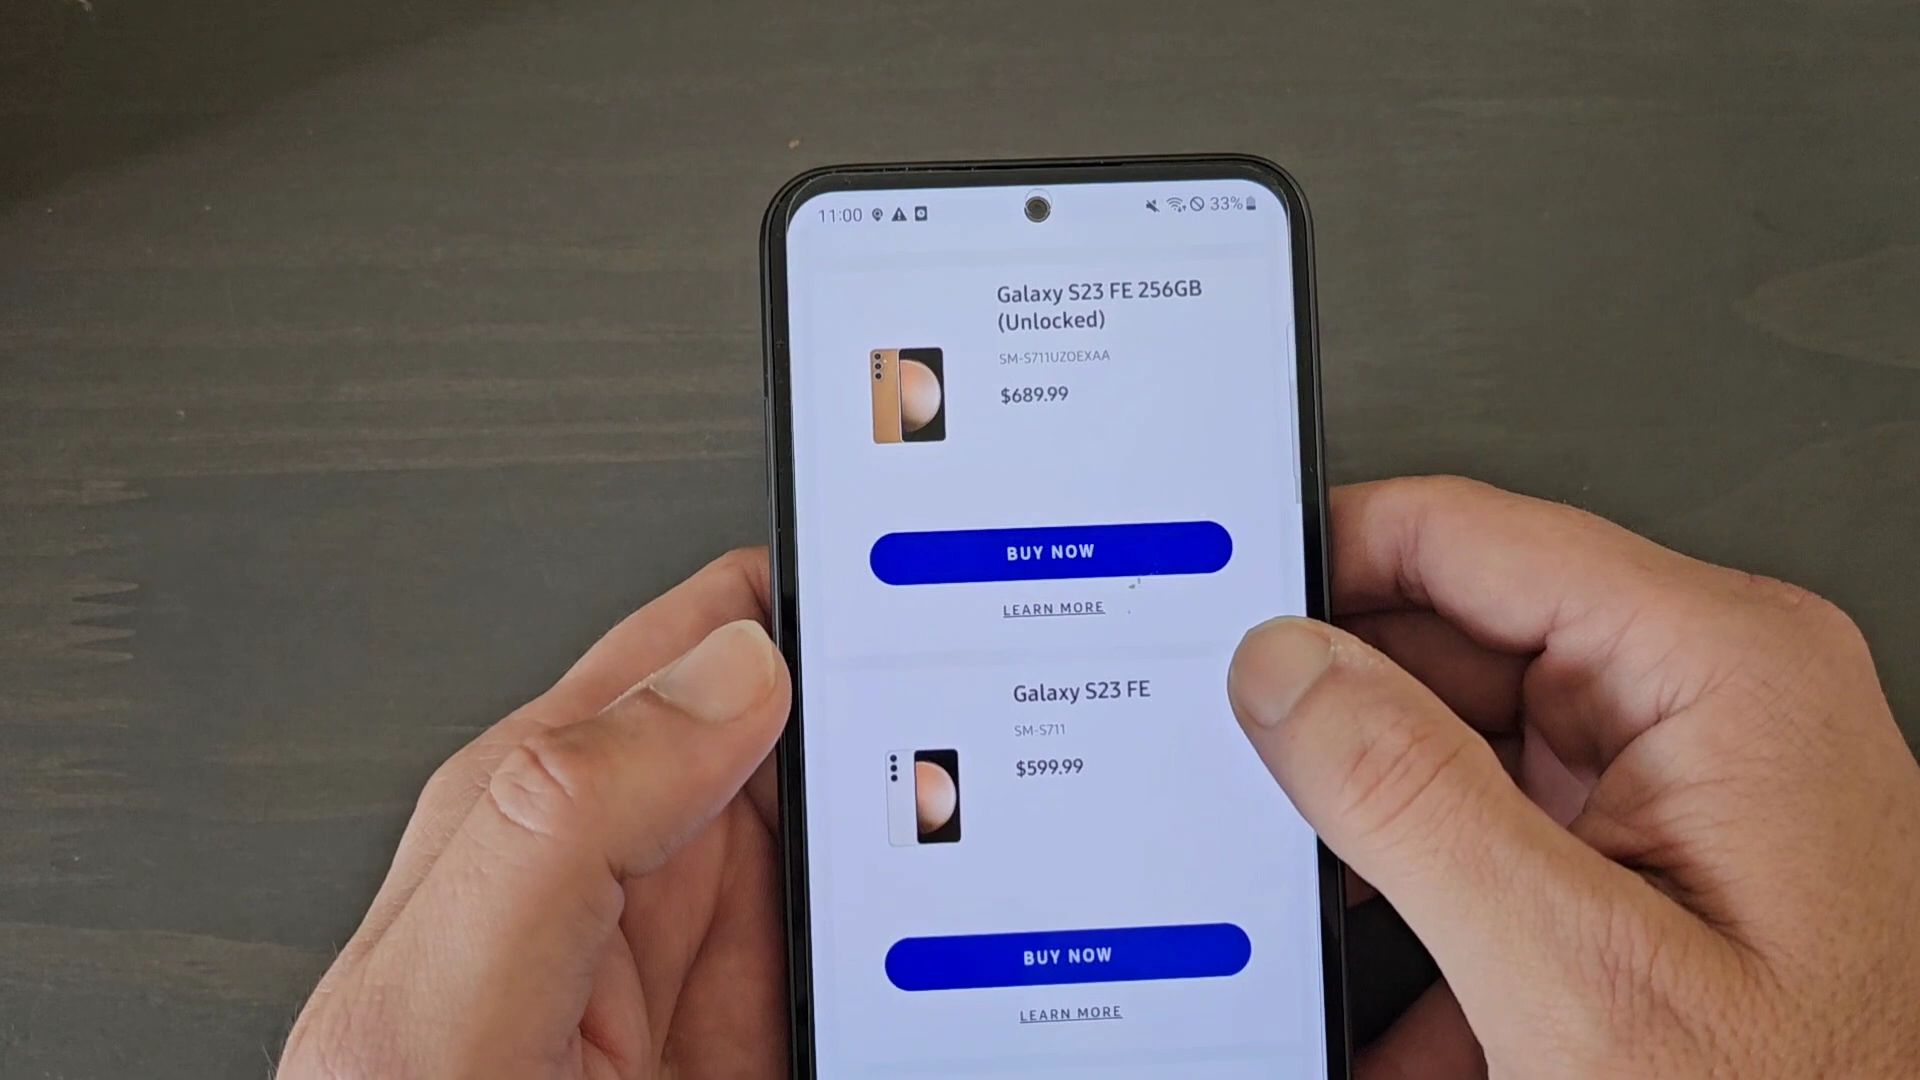 11:00
33%
Galaxy S23 FE 256GB
(Unlocked)
SM-S711UZOEXAA
$689.99
BUY NOW
LEARN MORE
Galaxy S23 FE
SM-S711
$599.99
BUY NOW
LEARN MORE